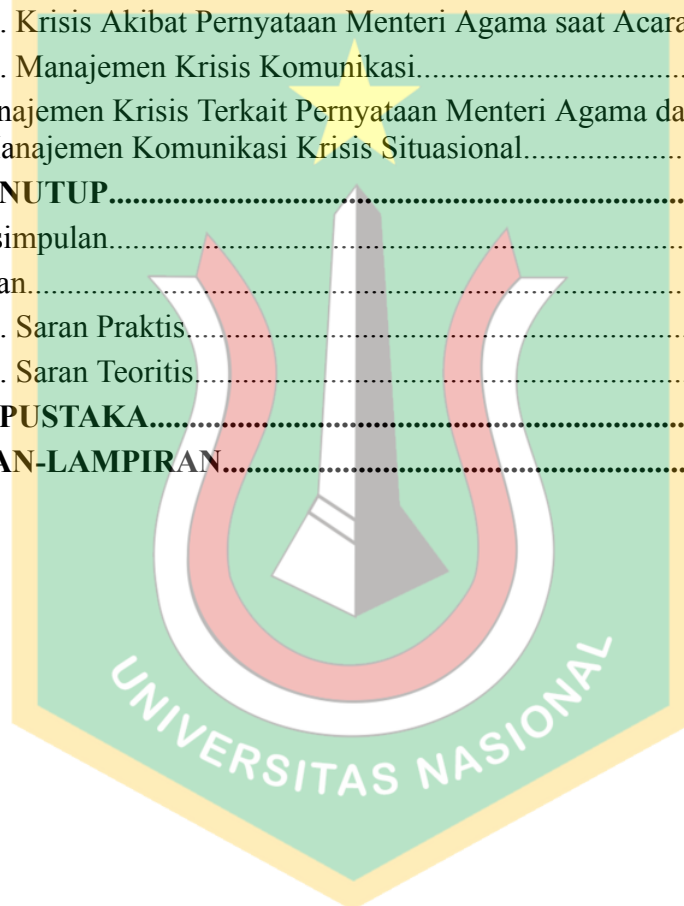 . Krisis Akibat Pernyataan Menteri Agama saat Acara
. Manajemen Krisis Komunikasi....................................
najemen Krisis Terkait Pernyataan Menteri Agama da
anajemen Komunikasi Krisis Situasional.....................
NUTUP..............................................................................
simpulan............................................................................
an.......................................................................................
. Saran Praktis..................................................................
. Saran Teoritis.................................................................
PUSTAKA.........................................................................
AN-LAMPIRAN...............................................................
UNIVERSITAS NASIONAL